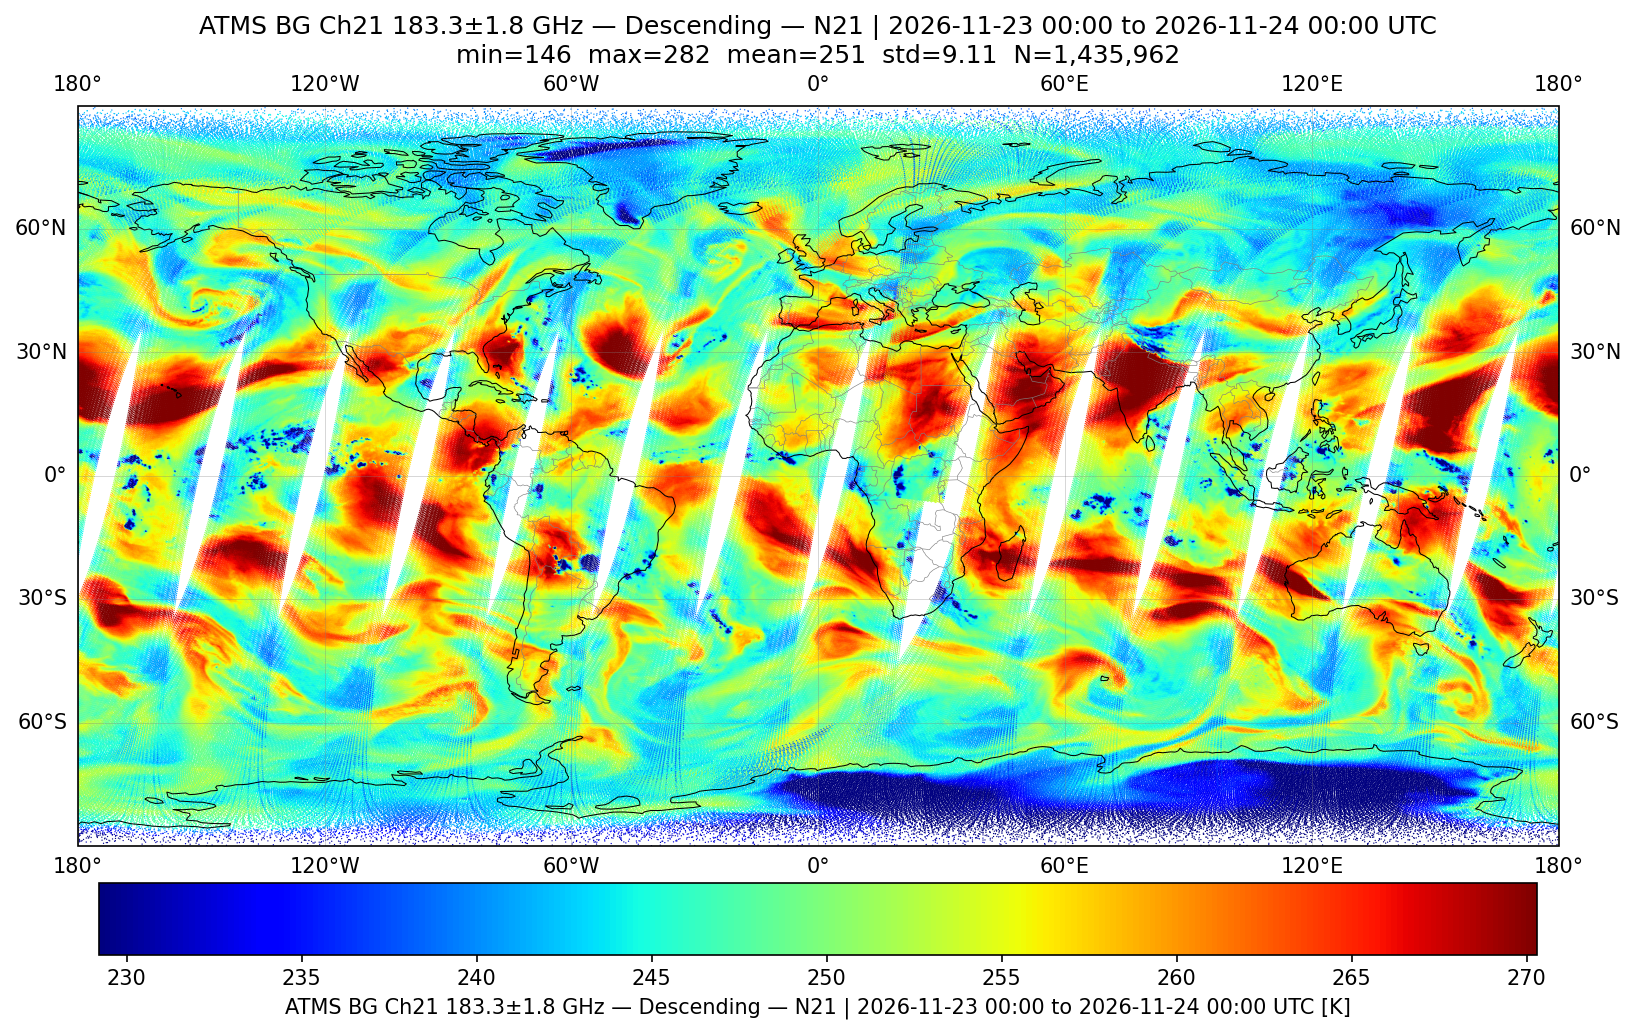 ATMS BG Ch21 183.3±1.8 GHz — Descending — N21 | 2026-11-23 00:00 to 2026-11-24 00:00 UTC
min=146  max=282  mean=251  std=9.11  N=1,435,962
180° 120°W 60°W 0° 60°E 120°E 180°
60°N 60°N
30°N 30°N
0° 0°
30°S 30°S
60°S 60°S
180° 120°W 60°W 0° 60°E 120°E 180°
230 235 240 245 250 255 260 265 270
ATMS BG Ch21 183.3±1.8 GHz — Descending — N21 | 2026-11-23 00:00 to 2026-11-24 00:00 UTC [K]